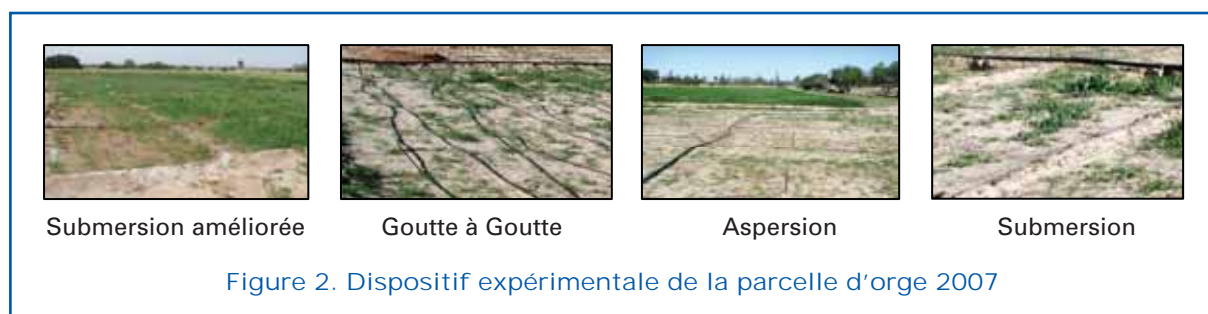 Submersion améliorée
Goutte à Goutte
Aspersion
Submersion
Figure 2. Dispositif expérimentale de la parcelle d'orge 2007